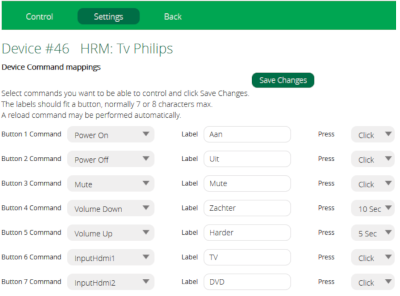 Control Settings Back
Device #46 HRM: Tv Philips
Device Command mappings
Save Changes
Select commands you want to be able to control and click Save Changes.
The labels should fit a button, normally 7 or 8 characters max.
A reload command may be performed automatically.
Button 1 Command Power On Label Aan Press Click
Button 2 Command Power Off Label Uit Press Click
Button 3 Command Mute Label Mute Press Click
Button 4 Command Volume Down Label Zachter Press 10 Sec
Button 5 Command Volume Up Label Harder Press 5 Sec
Button 6 Command InputHdmi1 Label TV Press Click
Button 7 Command InputHdmi2 Label DVD Press Click